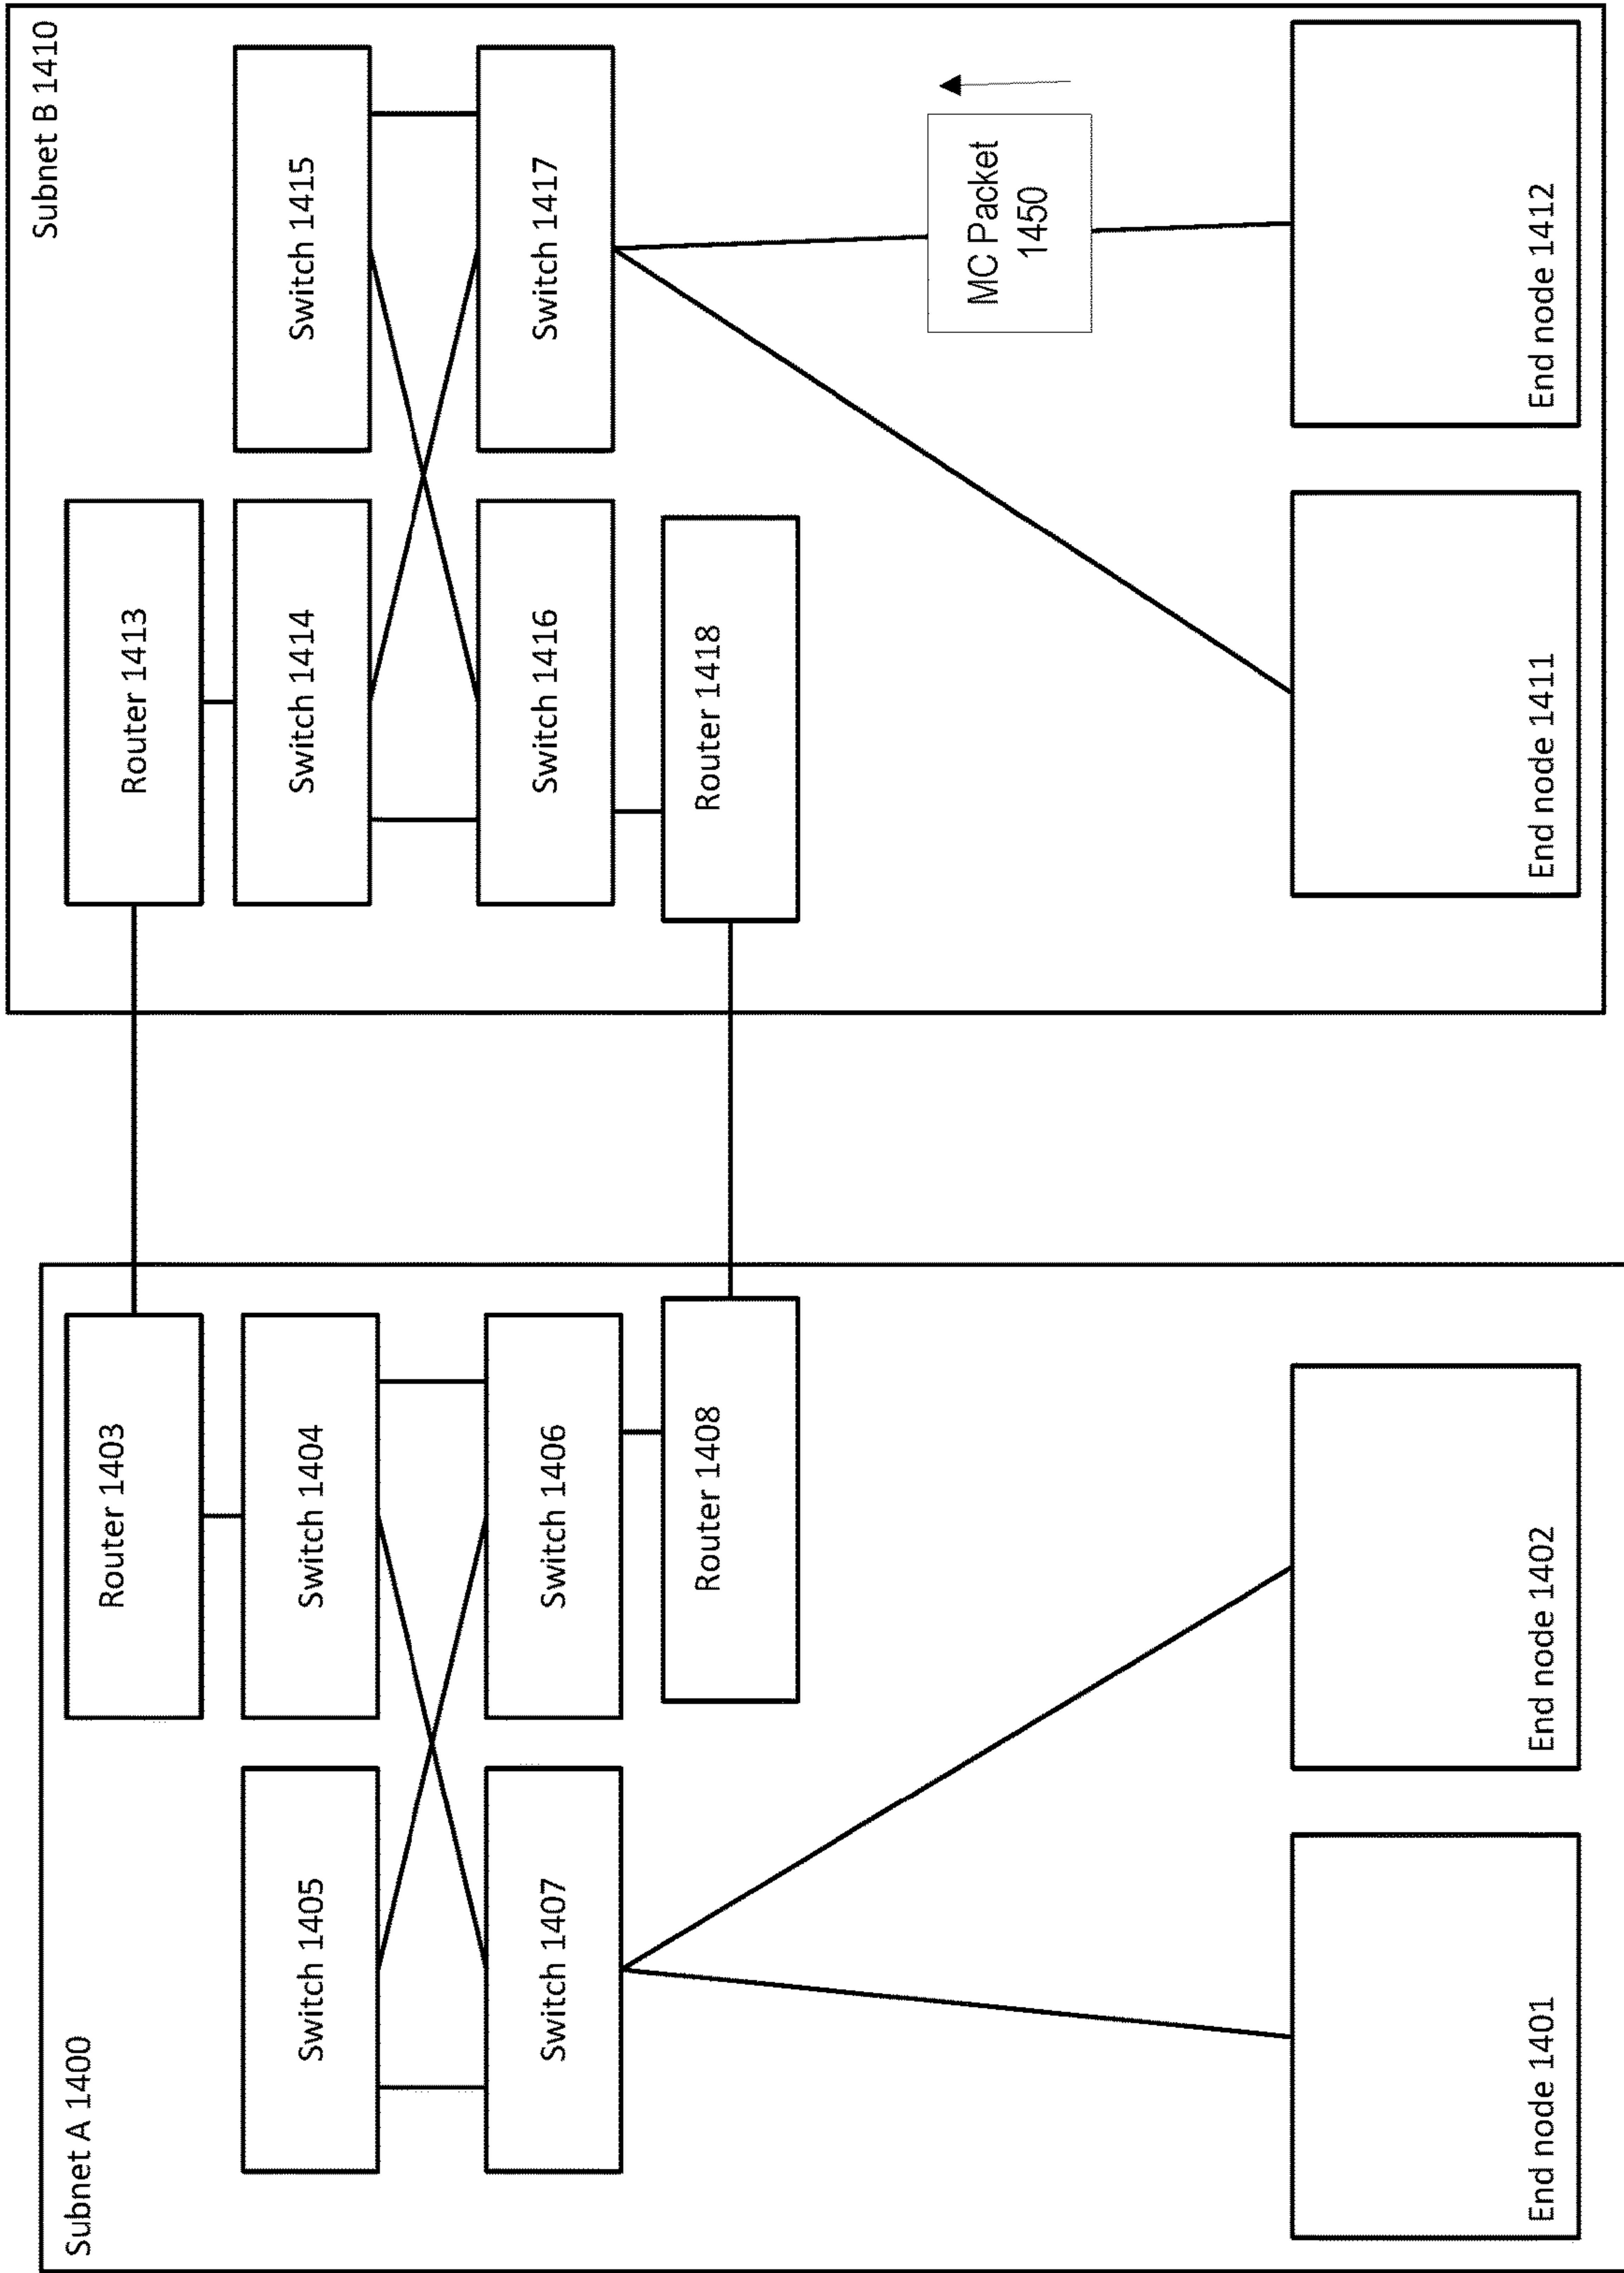 Subnet A 1400
Router 1403
Switch 1405
Switch 1404
Switch 1407
Switch 1406
Router 1408
End node 1401
End node 1402
Subnet B 1410
Router 1413
Switch 1414
Switch 1415
Switch 1416
Switch 1417
Router 1418
MC Packet
1450
End node 1411
End node 1412